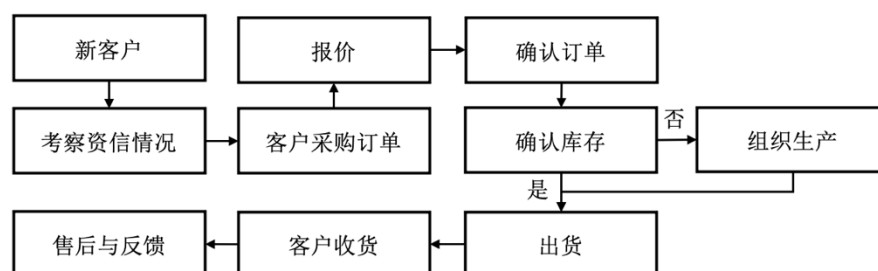 新客户
报价
确认订单
考察资信情况
客户采购订单
确认库存
否
组织生产
是
售后与反馈
客户收货
出货